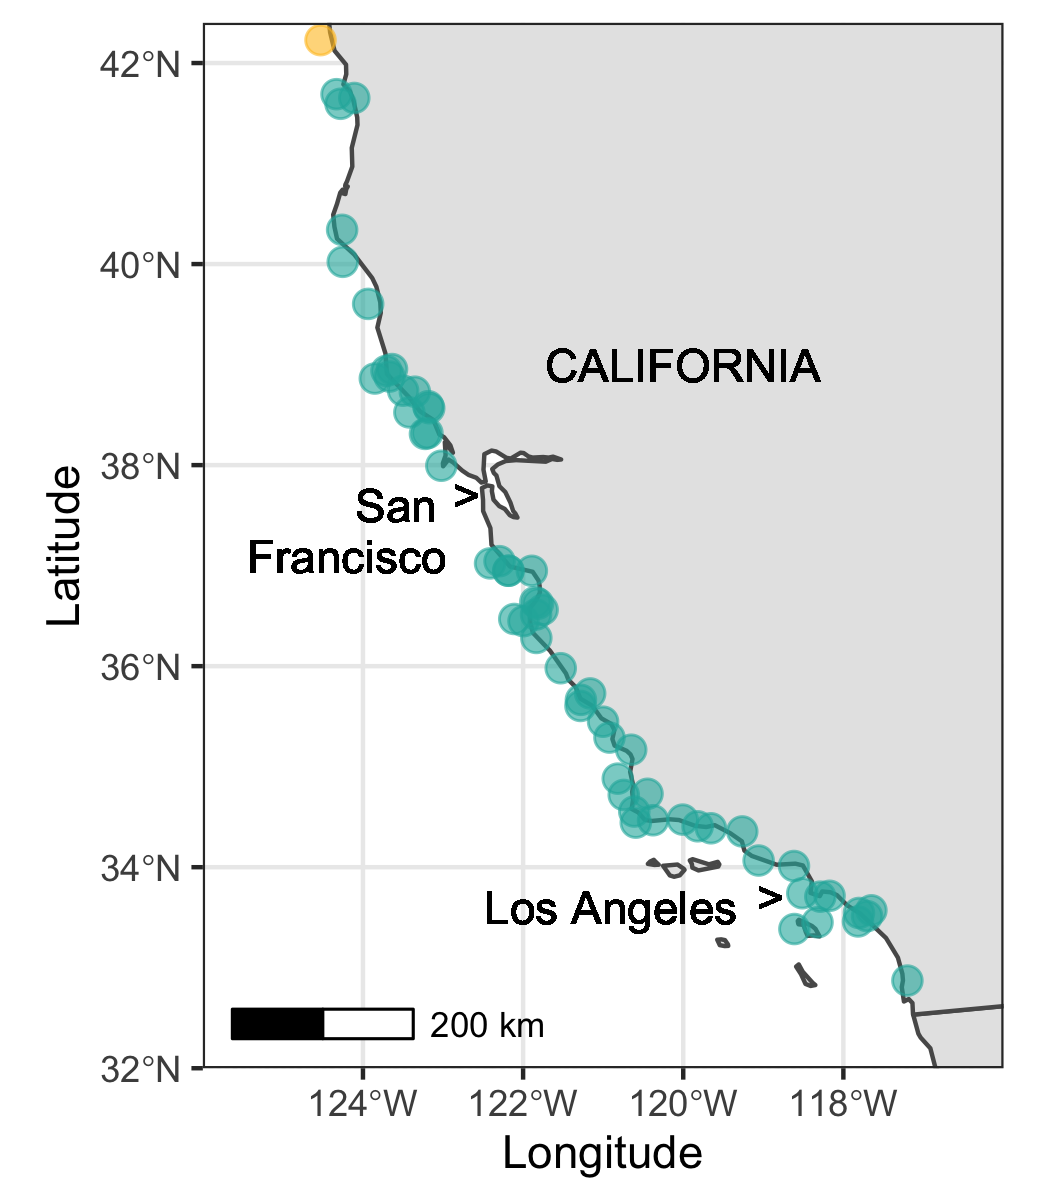 42°N
40°N
CALIFORNIA
38°N
San >
Francisco
36°N
34°N
Los Angeles >
200 km
32°N
124°W 122°W 120°W 118°W
Longitude
Latitude